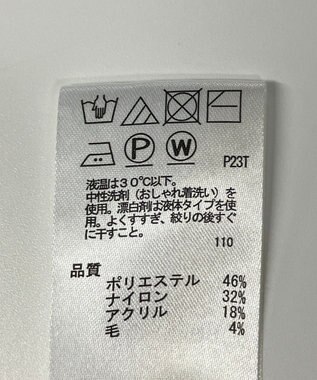 P W P23T
液温は30℃以下。
中性洗剤(おしゃれ着洗い)を
使用。漂白剤は液体タイプを使
用。よくすすぎ、絞りの後すぐ
に干すこと。
110
品質
ポリエステル 46%
ナイロン 32%
アクリル 18%
毛 4%